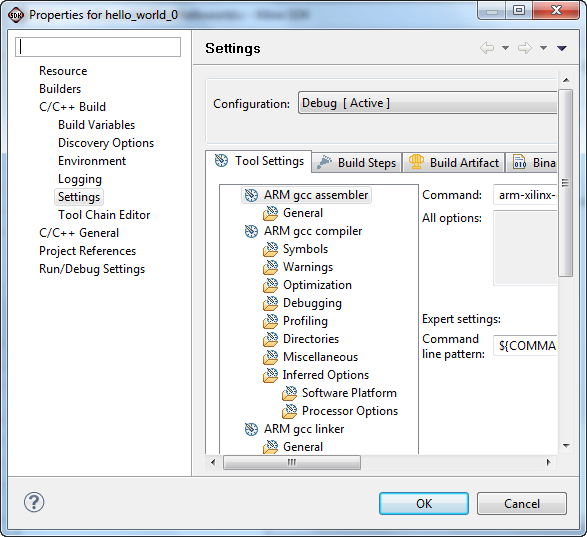 SDK Properties for hello_world_0
Settings
Resource
Builders
C/C++ Build
Build Variables
Discovery Options
Environment
Logging
Settings
Tool Chain Editor
C/C++ General
Project References
Run/Debug Settings
Configuration: Debug [ Active ]
Tool Settings Build Steps Build Artifact Bina
ARM gcc assembler
General
ARM gcc compiler
Symbols
Warnings
Optimization
Debugging
Profiling
Directories
Miscellaneous
Inferred Options
Software Platform
Processor Options
ARM gcc linker
General
Command: arm-xilinx-
All options:
Expert settings:
Command
line pattern: ${COMMA
OK Cancel